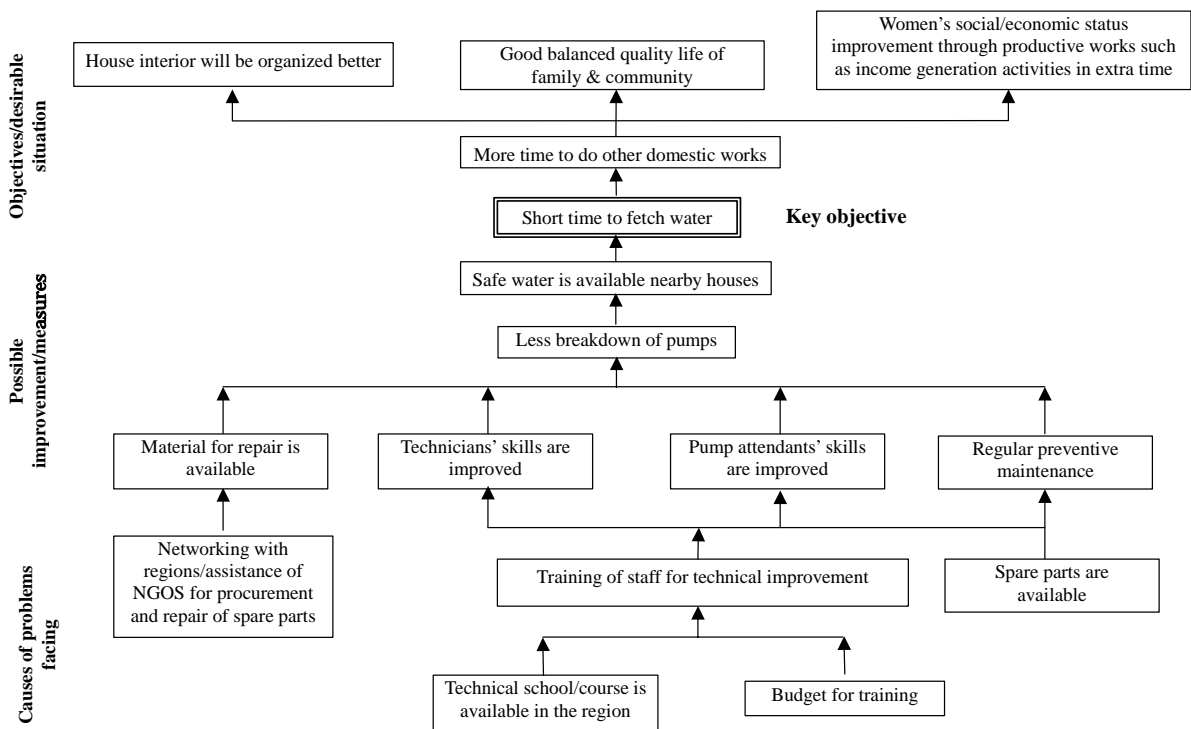 Objectives/desirable
situation
House interior will be organized better
Good balanced quality life of
family & community
Women’s social/economic status
improvement through productive works such
as income generation activities in extra time
More time to do other domestic works
Short time to fetch water
Key objective
Safe water is available nearby houses
Possible
improvement/measures
Less breakdown of pumps
Material for repair is
available
Technicians’ skills are
improved
Pump attendants’ skills
are improved
Regular preventive
maintenance
Causes of problems
facing
Networking with
regions/assistance of
NGOS for procurement
and repair of spare parts
Training of staff for technical improvement
Spare parts are
available
Technical school/course is
available in the region
Budget for training